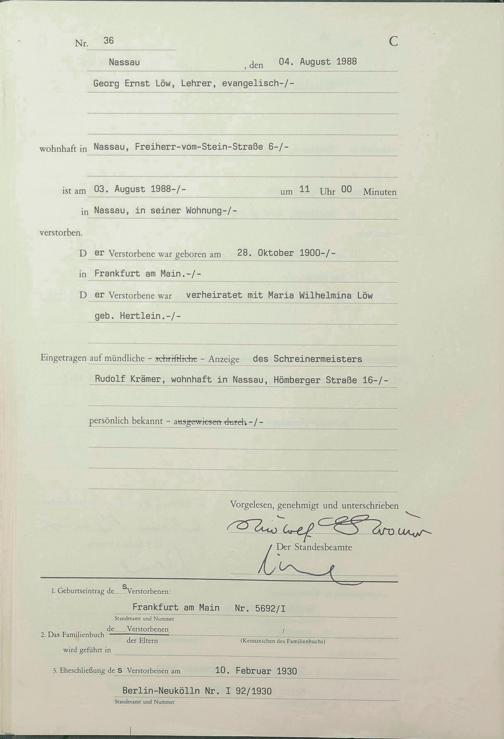 Nr. 36 C
Nassau , den 04. August 1988
Georg Ernst Löw, Lehrer, evangelisch-/-
wohnhaft in Nassau, Freiherr-vom-Stein-Straße 6-/-
ist am 03. August 1988-/- um 11 Uhr 00 Minuten
in Nassau, in seiner Wohnung-/-
verstorben.
D er Verstorbene war geboren am 28. Oktober 1900-/-
in Frankfurt am Main.-/-
D er Verstorbene war verheiratet mit Maria Wilhelmina Löw
geb. Hertlein.-/-
Eingetragen auf mündliche – schriftliche – Anzeige des Schreinermeisters
Rudolf Krämer, wohnhaft in Nassau, Hömberger Straße 16-/-
persönlich bekannt – ausgewiesen durch -/-
Vorgelesen, genehmigt und unterschrieben
Der Standesbeamte
1. Geburtseintrag de s Verstorbenen:
Frankfurt am Main Nr. 5692/I
Standesamt und Nummer
2. Das Familienbuch de Verstorbenen /
der Eltern (Kennzeichen des Familienbuchs)
wird geführt in
3. Eheschließung de s Verstorbenen am 10. Februar 1930
Berlin-Neukölln Nr. I 92/1930
Standesamt und Nummer